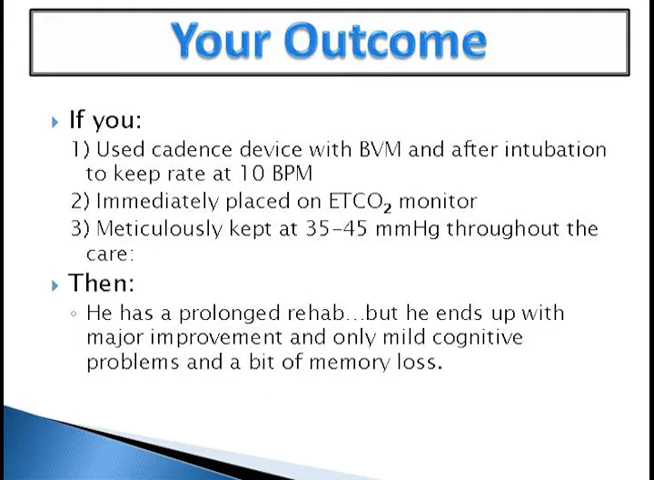 Your Outcome
If you:
1) Used cadence device with BVM and after intubation
to keep rate at 10 BPM
2) Immediately placed on ETCO₂ monitor
3) Meticulously kept at 35-45 mmHg throughout the
care:
Then:
He has a prolonged rehab...but he ends up with
major improvement and only mild cognitive
problems and a bit of memory loss.